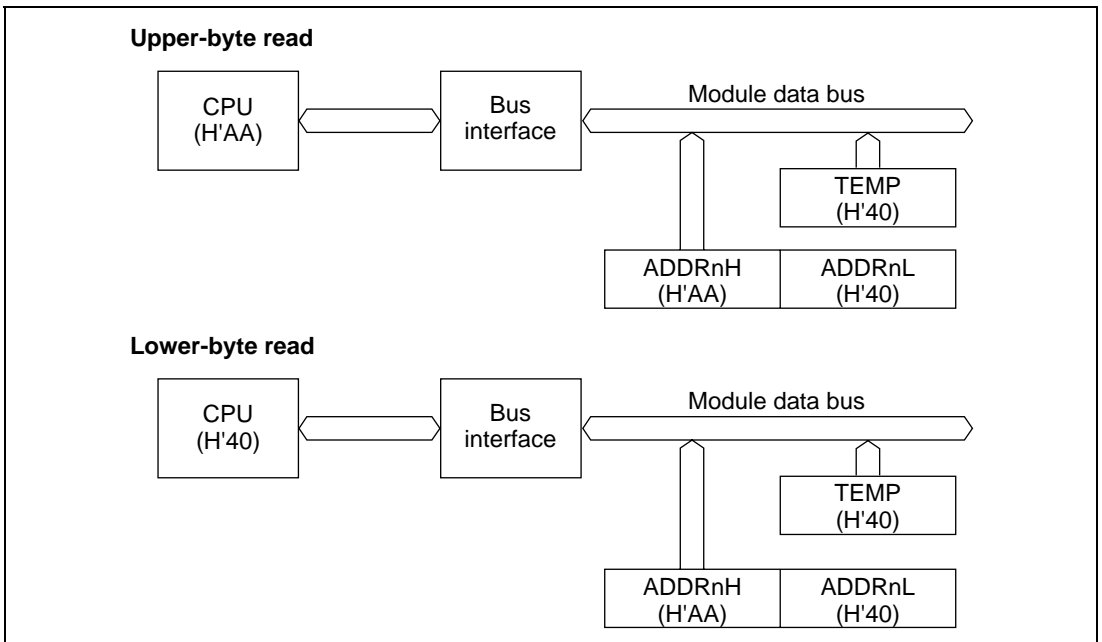 Upper-byte read
CPU
(H'AA)
Bus
interface
Module data bus
TEMP
(H'40)
ADDRnH
(H'AA)
ADDRnL
(H'40)
Lower-byte read
CPU
(H'40)
Bus
interface
Module data bus
TEMP
(H'40)
ADDRnH
(H'AA)
ADDRnL
(H'40)